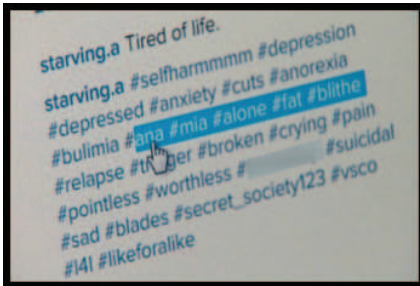 starving.a Tired of life.
starving.a #selfharmmmm #depression
#depressed #anxiety #cuts #anorexia
#bulimia #ana #mia #alone #fat #blithe
#relapse #broken #crying #pain
#pointless #worthless # #suicidal
#sad #blades #secret_society123 #vsco
#l4l #likeforalike